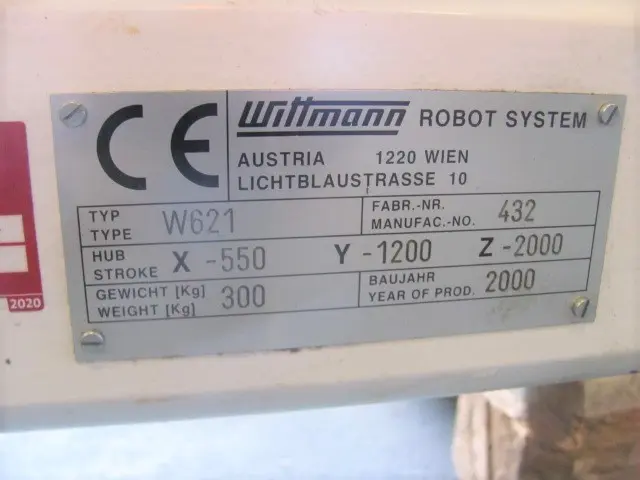 CE
Wittmann ROBOT SYSTEM
AUSTRIA 1220 WIEN
LICHTBLAUSTRASSE 10
TYP
TYPE W621
FABR.-NR.
MANUFAC.-NO. 432
HUB
STROKE X -550 Y -1200 Z -2000
GEWICHT [Kg]
WEIGHT [Kg] 300
BAUJAHR
YEAR OF PROD. 2000
2020